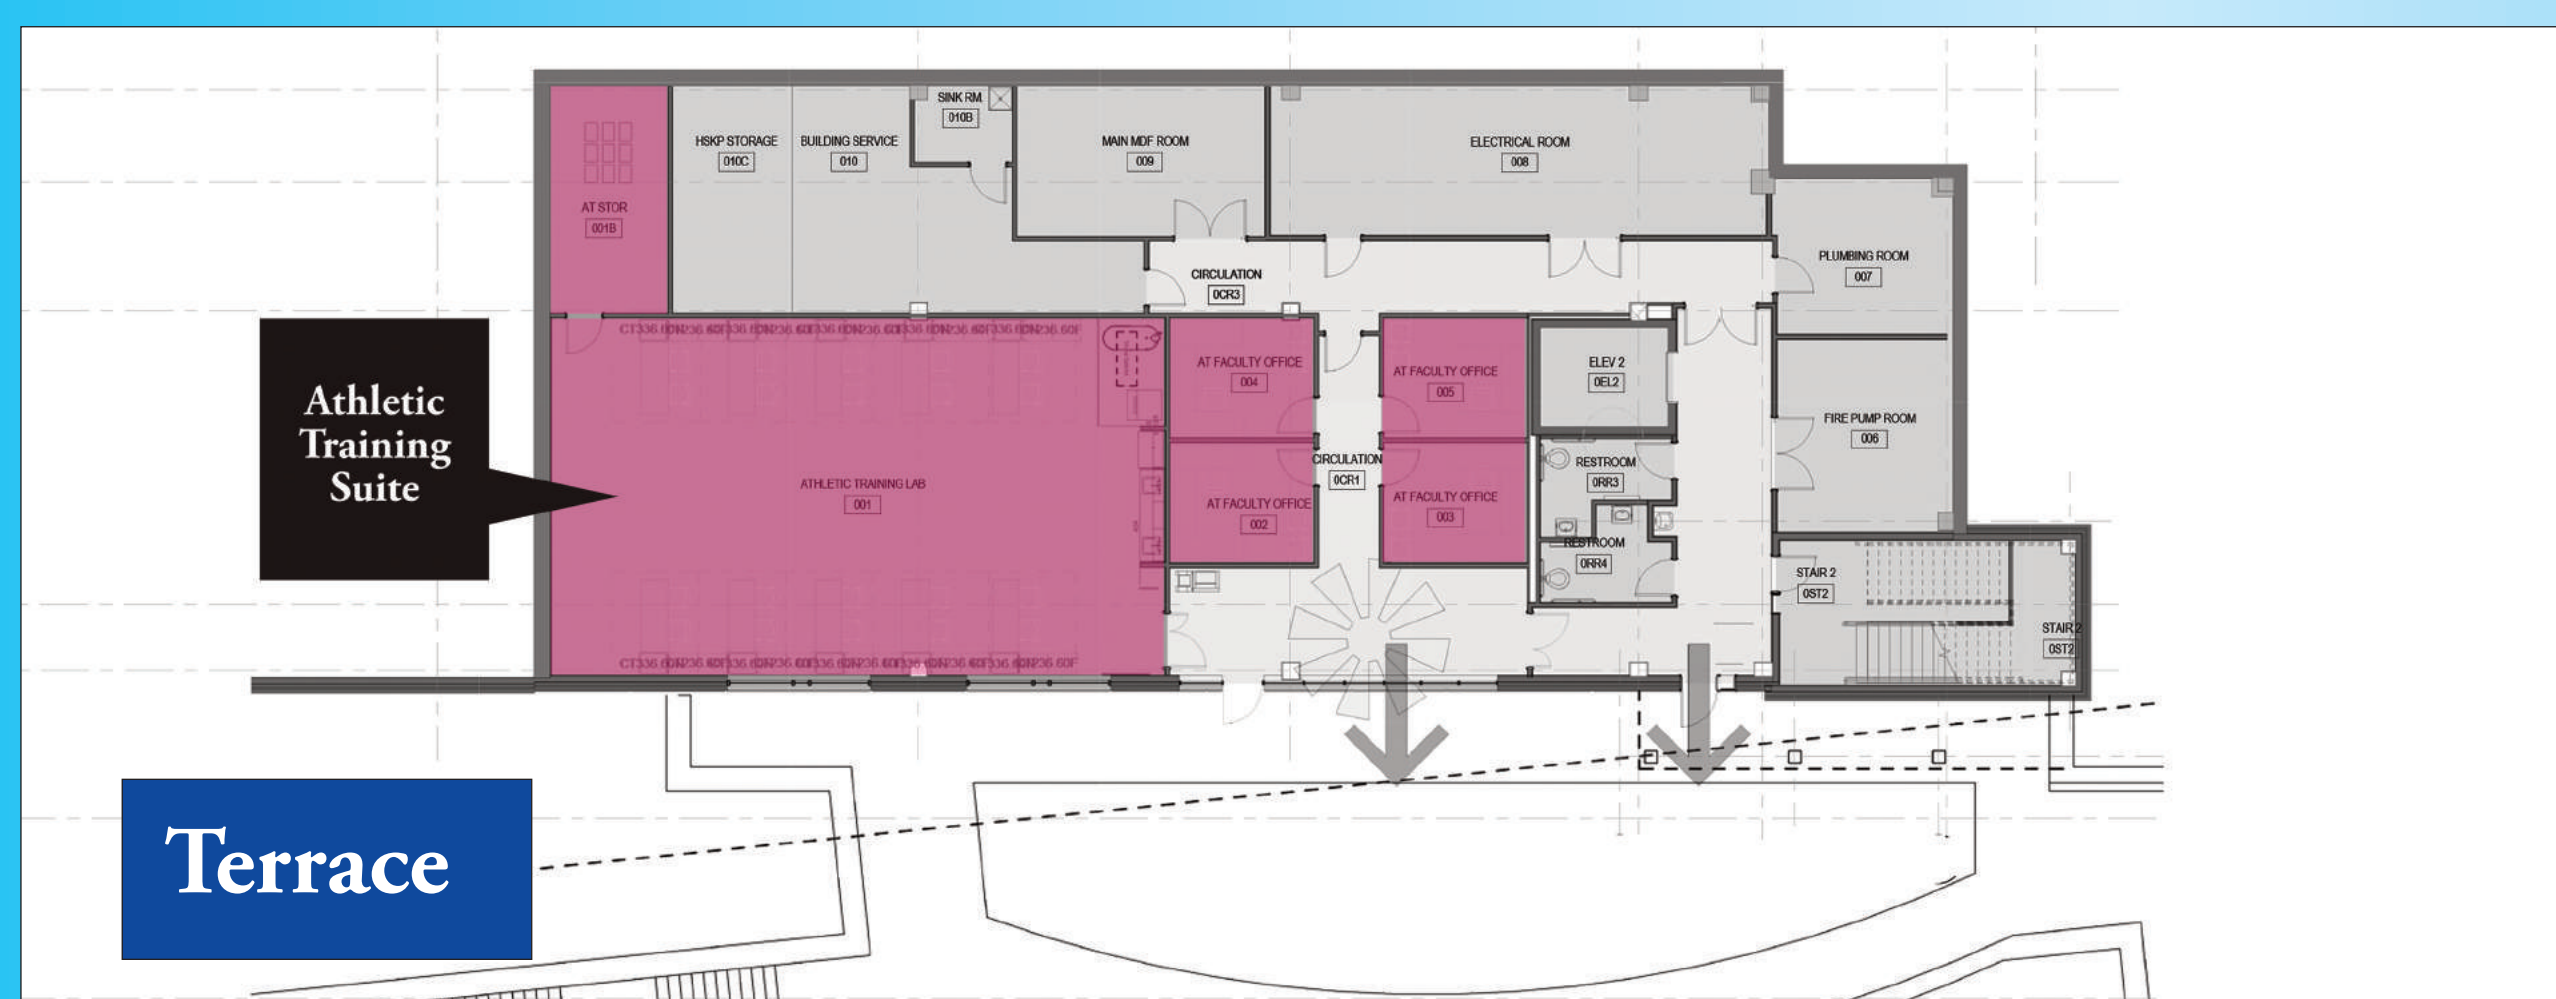 SINK RM.
010B
HSKP STORAGE
010C
BUILDING SERVICE
010
MAIN MDF ROOM
009
ELECTRICAL ROOM
008
AT STOR
001B
PLUMBING ROOM
007
CIRCULATION
0CR3
AT FACULTY OFFICE
004
AT FACULTY OFFICE
005
ELEV 2
0EL2
Athletic
Training
Suite
FIRE PUMP ROOM
006
CIRCULATION
0CR1
RESTROOM
0RR3
ATHLETIC TRAINING LAB
001
AT FACULTY OFFICE
002
AT FACULTY OFFICE
003
RESTROOM
0RR4
STAIR 2
0ST2
STAIR 2
0ST2
Terrace